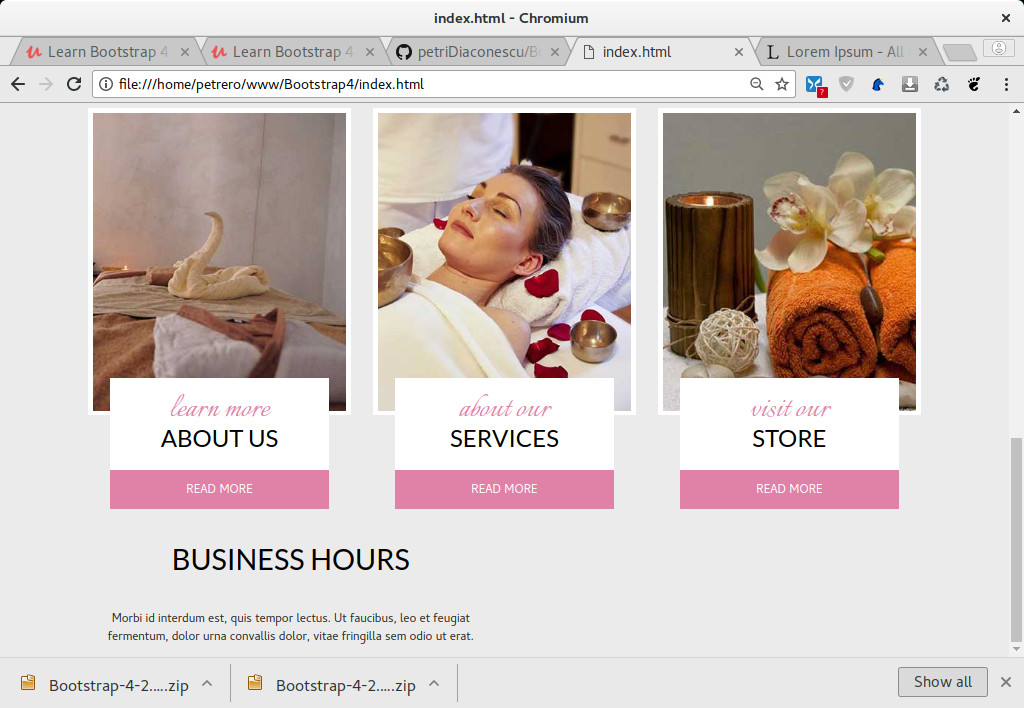 index.html - Chromium
Learn Bootstrap 4
Learn Bootstrap 4
petriDiaconescu/Bo
index.html
Lorem Ipsum - All
file:///home/petrero/www/Bootstrap4/index.html
?
learn more
ABOUT US
READ MORE
about our
SERVICES
READ MORE
visit our
STORE
READ MORE
BUSINESS HOURS
Morbi id interdum est, quis tempor lectus. Ut faucibus, leo et feugiat
fermentum, dolor urna convallis dolor, vitae fringilla sem odio ut erat.
Bootstrap-4-2.....zip
Bootstrap-4-2.....zip
Show all